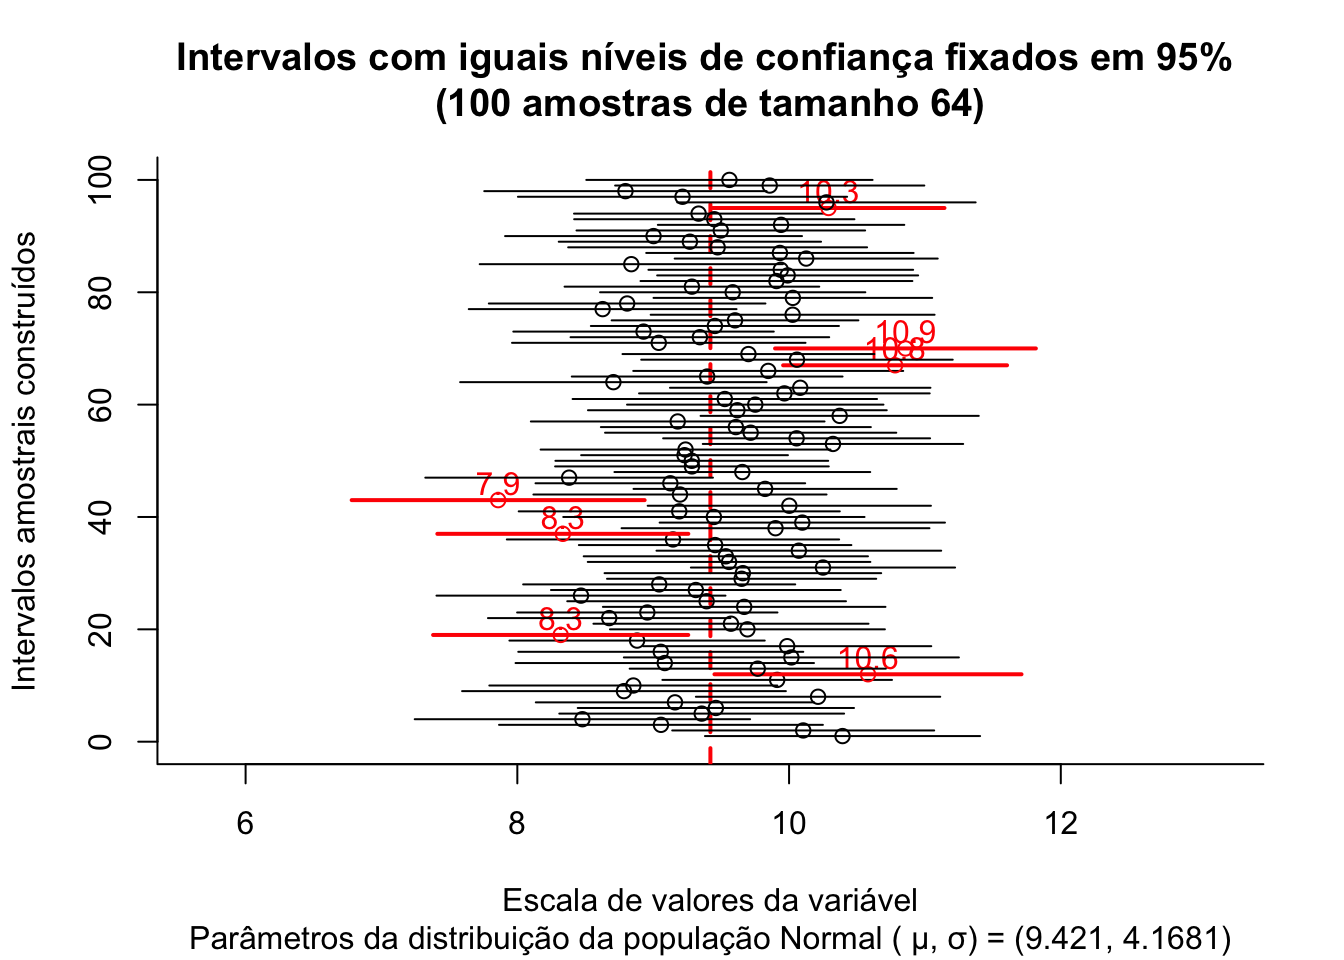 Intervalos com iguais níveis de confiança fixados em 95%
(100 amostras de tamanho 64)
Intervalos amostrais construídos
100
80
60
40
20
0
10.3
10.9
10.8
7.9
8.3
8.3
10.6
6 8 10 12
Escala de valores da variável
Parâmetros da distribuição da população Normal ( μ, σ) = (9.421, 4.1681)